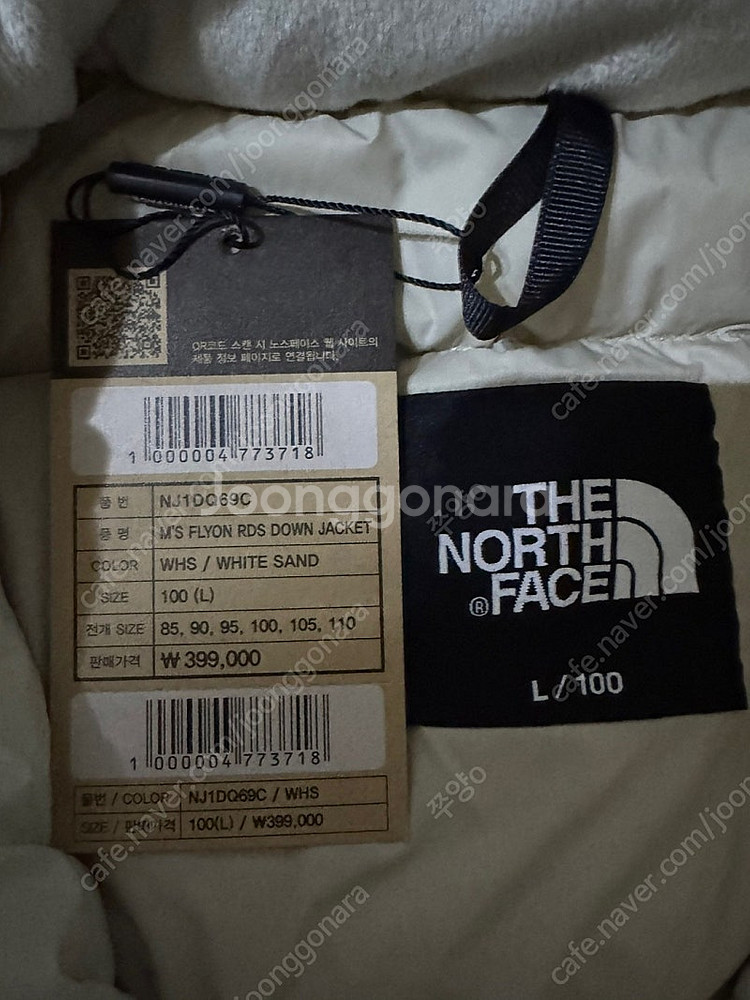 QR코드 스캔 시 노스페이스 웹 사이트의
제품 정보 페이지로 연결됩니다.
1 000004 773718
품 번 NJ1DQ69C
품 명 M'S FLYON RDS DOWN JACKET
COLOR WHS / WHITE SAND
SIZE 100 (L)
전개 SIZE 85, 90, 95, 100, 105, 110
판매가격 ₩399,000
1 000004 773718
품번 / COLOR NJ1DQ69C / WHS
SIZE / 판매가격 100(L) / ₩399,000
THE
NORTH
® FACE
L / 100
Joonggonara
cafe.naver.com/joonggonara
쭈앙o